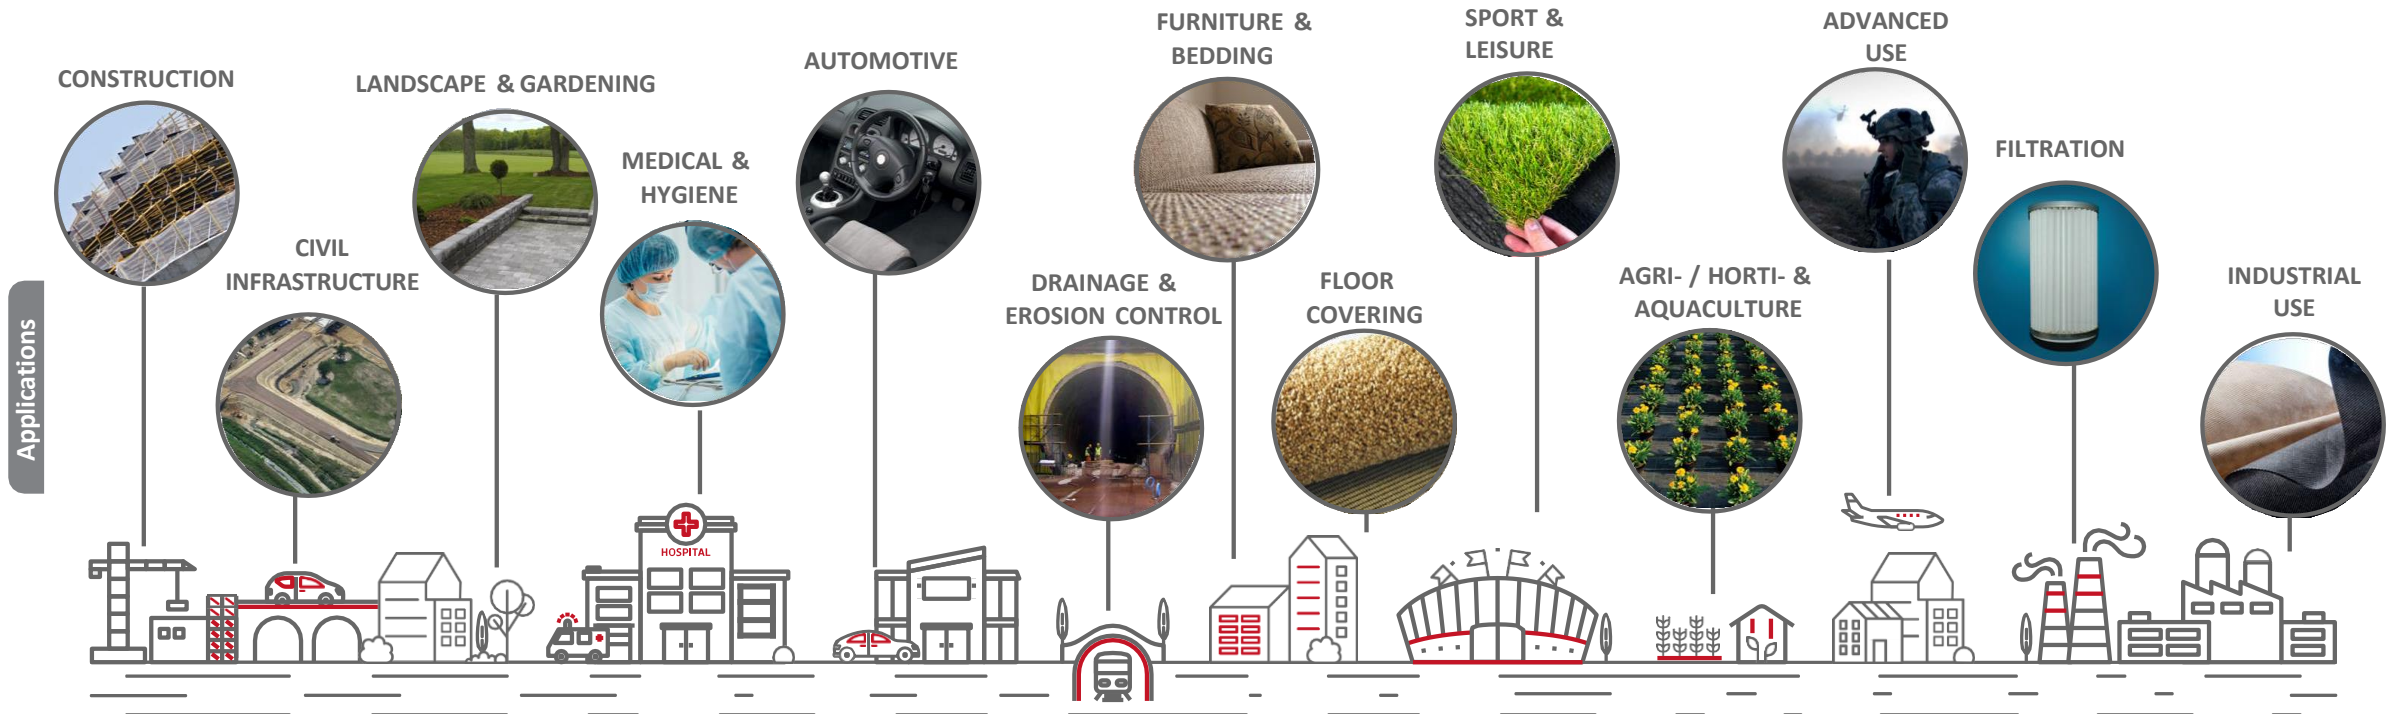 Applications
CONSTRUCTION
CIVIL
INFRASTRUCTURE
LANDSCAPE & GARDENING
MEDICAL &
HYGIENE
AUTOMOTIVE
DRAINAGE &
EROSION CONTROL
FURNITURE &
BEDDING
FLOOR
COVERING
SPORT &
LEISURE
AGRI- / HORTI- &
AQUACULTURE
ADVANCED
USE
FILTRATION
INDUSTRIAL
USE
HOSPITAL